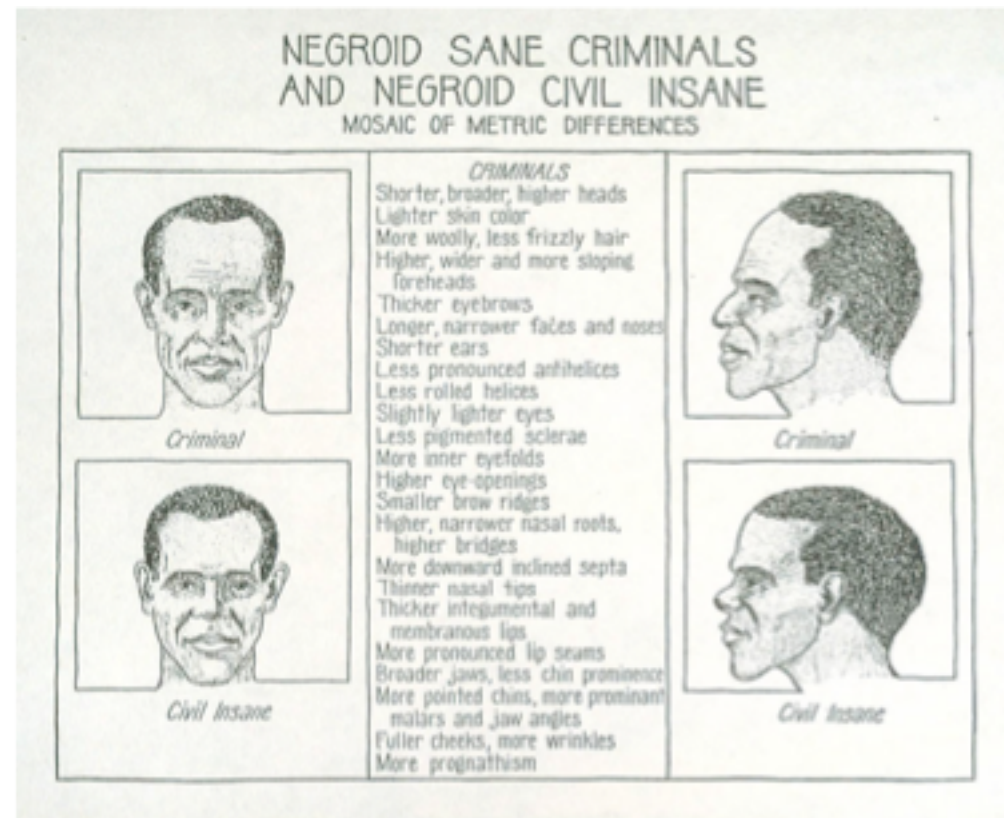 NEGROID SANE CRIMINALS
AND NEGROID CIVIL INSANE
MOSAIC OF METRIC DIFFERENCES
CRIMINALS
Shorter, broader, higher heads
Lighter skin color
More woolly, less frizzly hair
Higher, wider and more sloping
foreheads
Thicker eyebrows
Longer, narrower faces and noses
Shorter ears
Less pronounced antihelices
Less rolled helices
Slightly lighter eyes
Less pigmented sclerae
More inner eyefolds
Higher eye-openings
Smaller brow ridges
Higher, narrower nasal roots,
higher bridges
More downward inclined septa
Thinner nasal tips
Thicker integumental and
membranous lips
More pronounced lip seams
Broader jaws, less chin prominence
More pointed chins, more prominant
malars and jaw angles
Fuller cheeks, more wrinkles
More prognathism
Criminal
Civil Insane
Criminal
Civil Insane